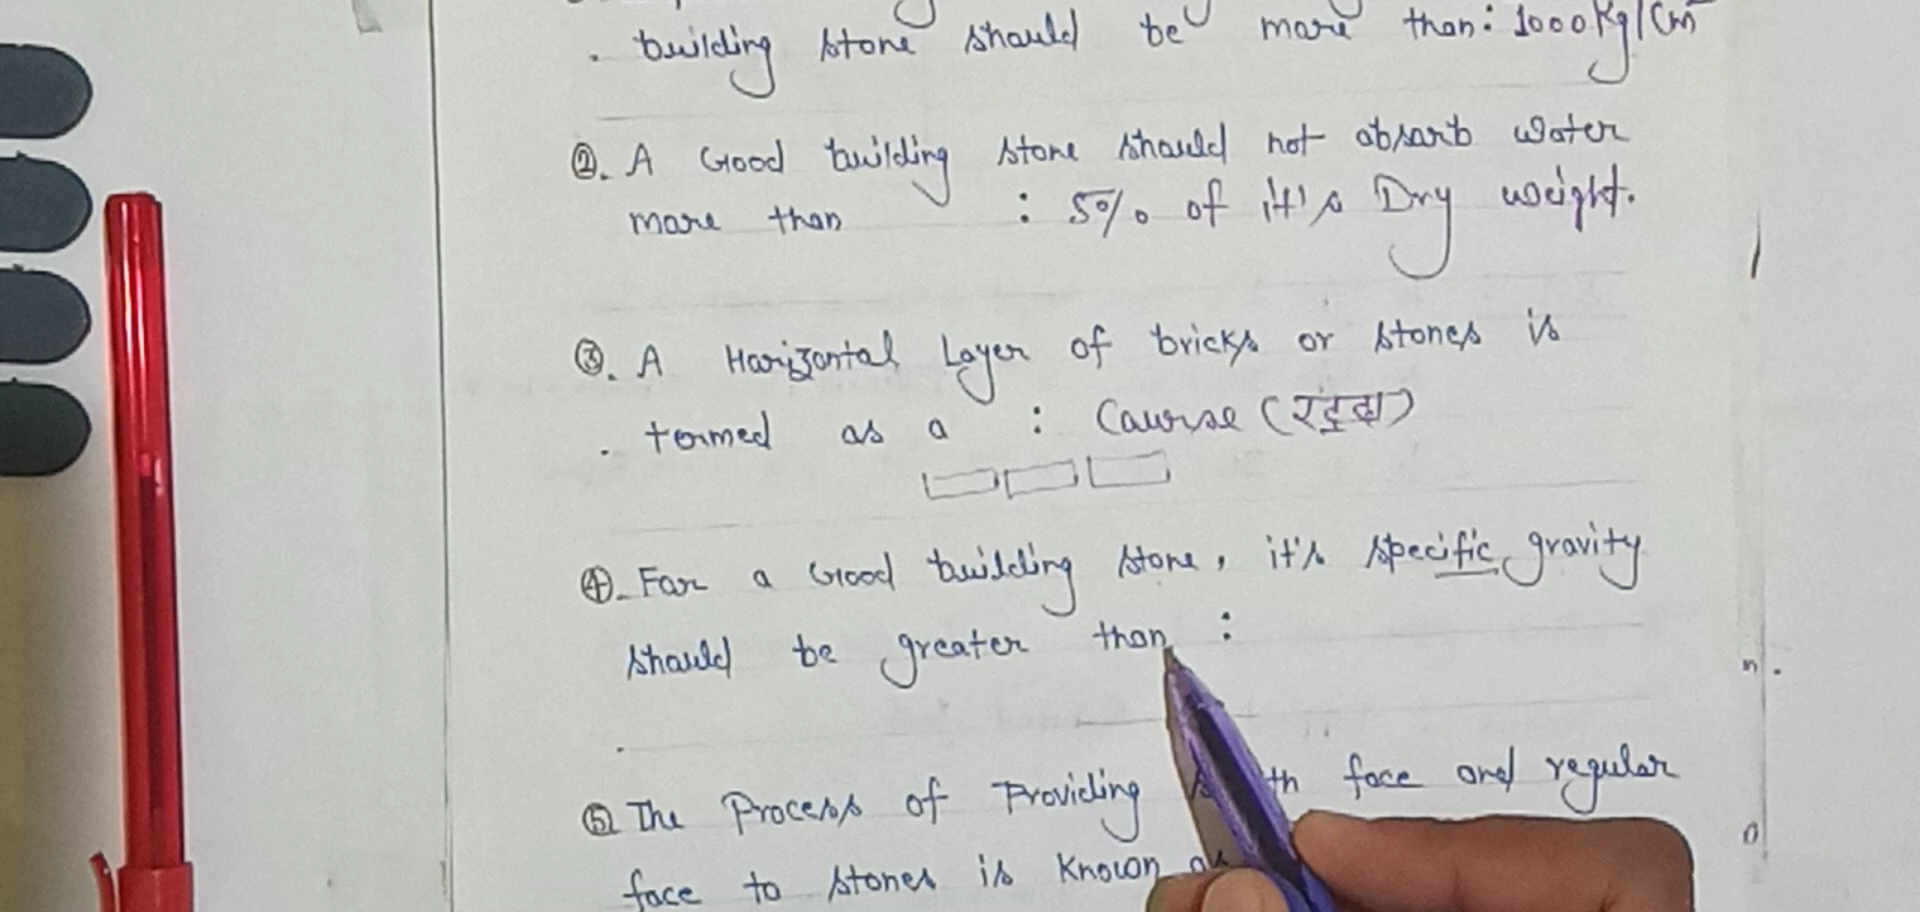 building stone should be more than: 1000 Kg/Cm²
②. A Good building stone should not absorb water
more than : 5% of it's Dry weight.
③. A Horizontal Layer of bricks or stones is
termed as a : Course (रद्दा)
④. For a Good building stone, it's specific gravity
should be greater than :
⑤ The Process of Providing th face and regular
face to stones is Known as